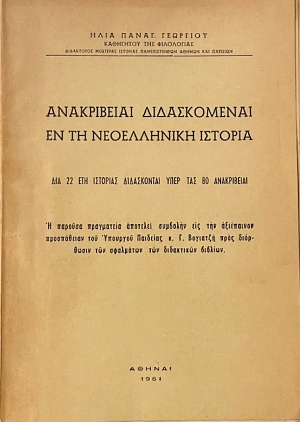 ΗΛΙΑ ΠΑΝΑΓ. ΓΕΩΡΓΙΟΥ
ΚΑΘΗΓΗΤΟΥ ΤΗΣ ΦΙΛΟΛΟΓΙΑΣ
ΔΙΔΑΚΤΟΡΟΣ ΝΕΩΤΕΡΑΣ ΙΣΤΟΡΙΑΣ ΠΑΝΕΠΙΣΤΗΜΙΩΝ ΑΘΗΝΩΝ ΚΑΙ ΠΑΡΙΣΙΩΝ
ΑΝΑΚΡΙΒΕΙΑΙ ΔΙΔΑΣΚΟΜΕΝΑΙ
ΕΝ ΤΗ ΝΕΟΕΛΛΗΝΙΚΗ ΙΣΤΟΡΙΑ
ΔΙΑ 22 ΕΤΗ ΙΣΤΟΡΙΑΣ ΔΙΔΑΣΚΟΝΤΑΙ ΥΠΕΡ ΤΑΣ 80 ΑΝΑΚΡΙΒΕΙΑΙ
Ἡ παροῦσα πραγματεία ἀποτελεῖ συμβολὴν εἰς τὴν ἀξιέπαινον
προσπάθειαν τοῦ Ὑπουργοῦ Παιδείας κ. Γ. Βογιατζῆ πρὸς διόρ-
θωσιν τῶν σφαλμάτων τῶν διδακτικῶν βιβλίων.
ΑΘΗΝΑΙ
1961